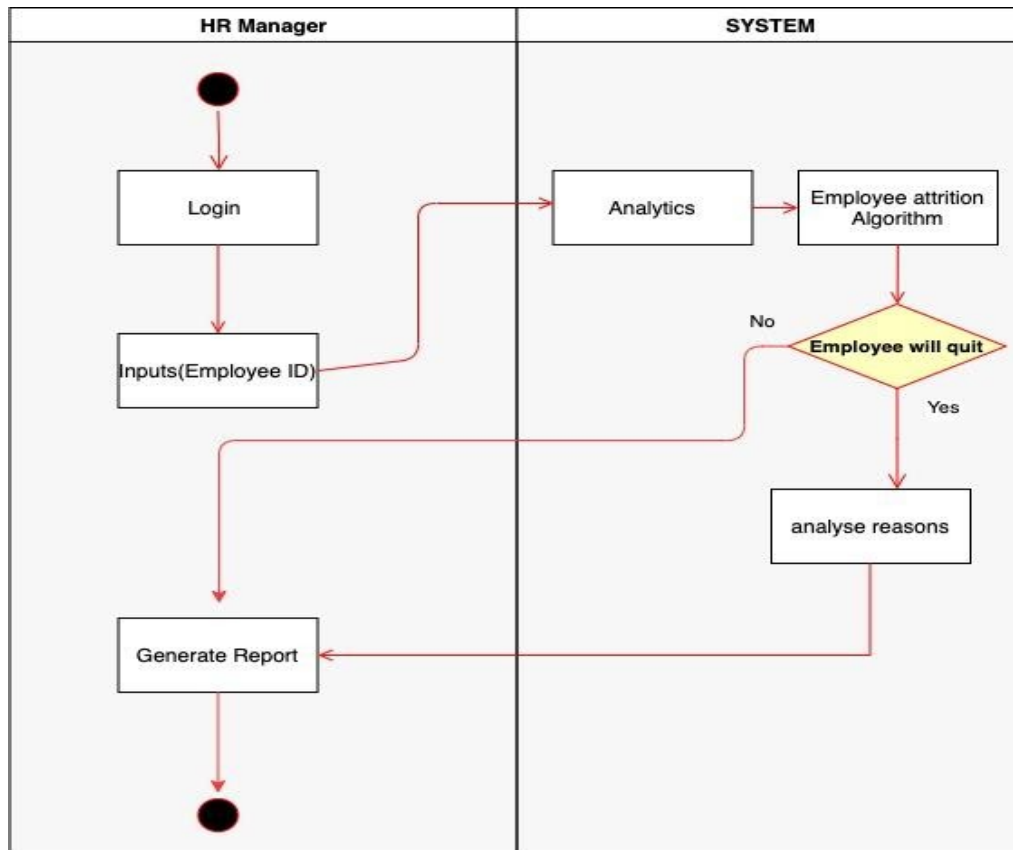 HR Manager
SYSTEM
Login
Analytics
Employee attrition
Algorithm
No
Employee will quit
Inputs(Employee ID)
Yes
analyse reasons
Generate Report